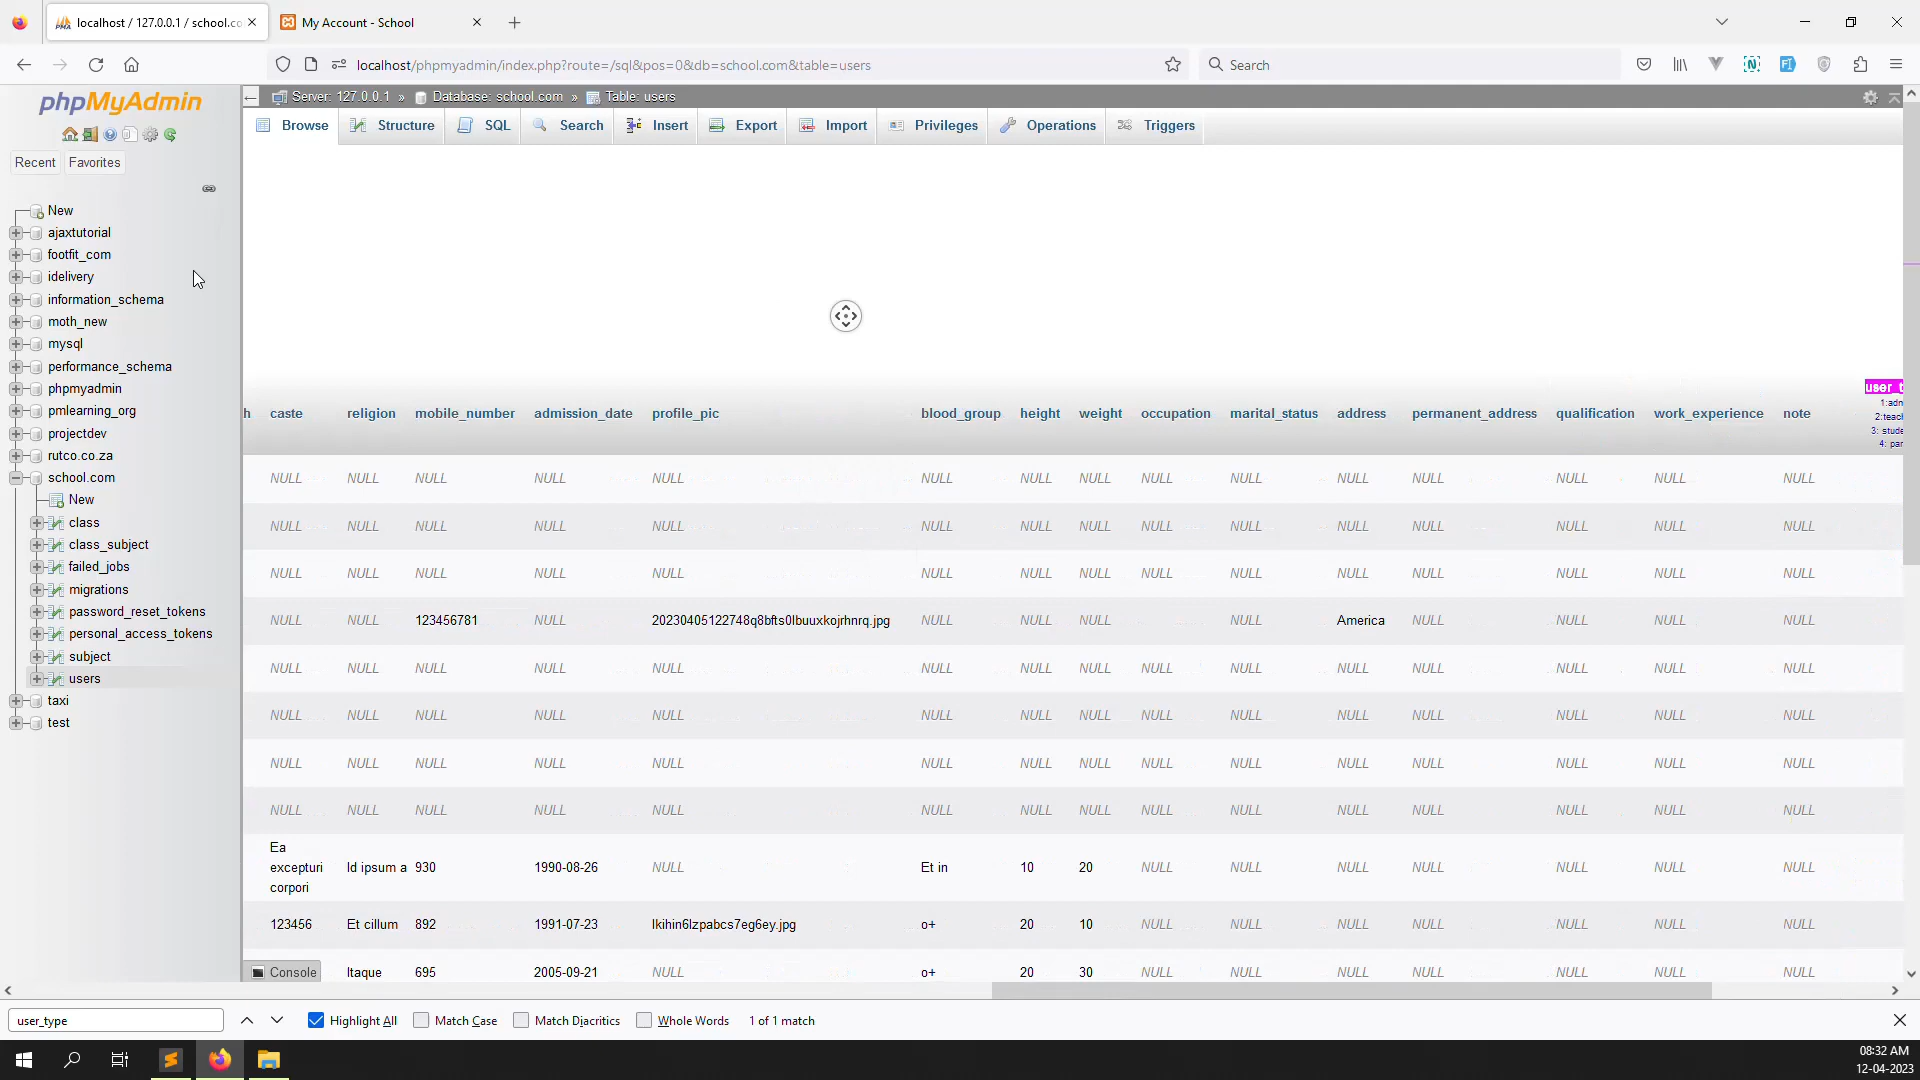 localhost / 127.0.0.1 / school.co
My Account - School
localhost/phpmyadmin/index.php?route=/sql&pos=0&db=school.com&table=users
Search
phpMyAdmin
Server: 127.0.0.1 » Database: school.com » Table: users
Browse Structure SQL Search Insert Export Import Privileges Operations Triggers
Recent Favorites
New
ajaxtutorial
footfit_com
idelivery
information_schema
moth_new
mysql
performance_schema
phpmyadmin
pmlearning_org
projectdev
rutco.co.za
school.com
New
class
class_subject
failed_jobs
migrations
password_reset_tokens
personal_access_tokens
subject
users
taxi
test
user_t
1:adn
2:teac
3: stude
4: par
h caste religion mobile_number admission_date profile_pic blood_group height weight occupation marital_status address permanent_address qualification work_experience note
NULL NULL NULL NULL NULL NULL NULL NULL NULL NULL NULL NULL NULL NULL NULL
NULL NULL NULL NULL NULL NULL NULL NULL NULL NULL NULL NULL NULL NULL NULL
NULL NULL NULL NULL NULL NULL NULL NULL NULL NULL NULL NULL NULL NULL NULL
NULL NULL 123456781 NULL 20230405122748q8bfts0lbuuxkojrhnrq.jpg NULL NULL NULL NULL NULL America NULL NULL NULL NULL
NULL NULL NULL NULL NULL NULL NULL NULL NULL NULL NULL NULL NULL NULL NULL
NULL NULL NULL NULL NULL NULL NULL NULL NULL NULL NULL NULL NULL NULL NULL
NULL NULL NULL NULL NULL NULL NULL NULL NULL NULL NULL NULL NULL NULL NULL
NULL NULL NULL NULL NULL NULL NULL NULL NULL NULL NULL NULL NULL NULL NULL
Ea
excepturi Id ipsum a 930 1990-08-26 NULL Et in 10 20 NULL NULL NULL NULL NULL NULL NULL
corpori
123456 Et cillum 892 1991-07-23 lkihin6lzpabcs7eg6ey.jpg o+ 20 10 NULL NULL NULL NULL NULL NULL NULL
Console Itaque 695 2005-09-21 NULL o+ 20 30 NULL NULL NULL NULL NULL NULL NULL
user_type Highlight All Match Case Match Diacritics Whole Words 1 of 1 match
08:32 AM
12-04-2023